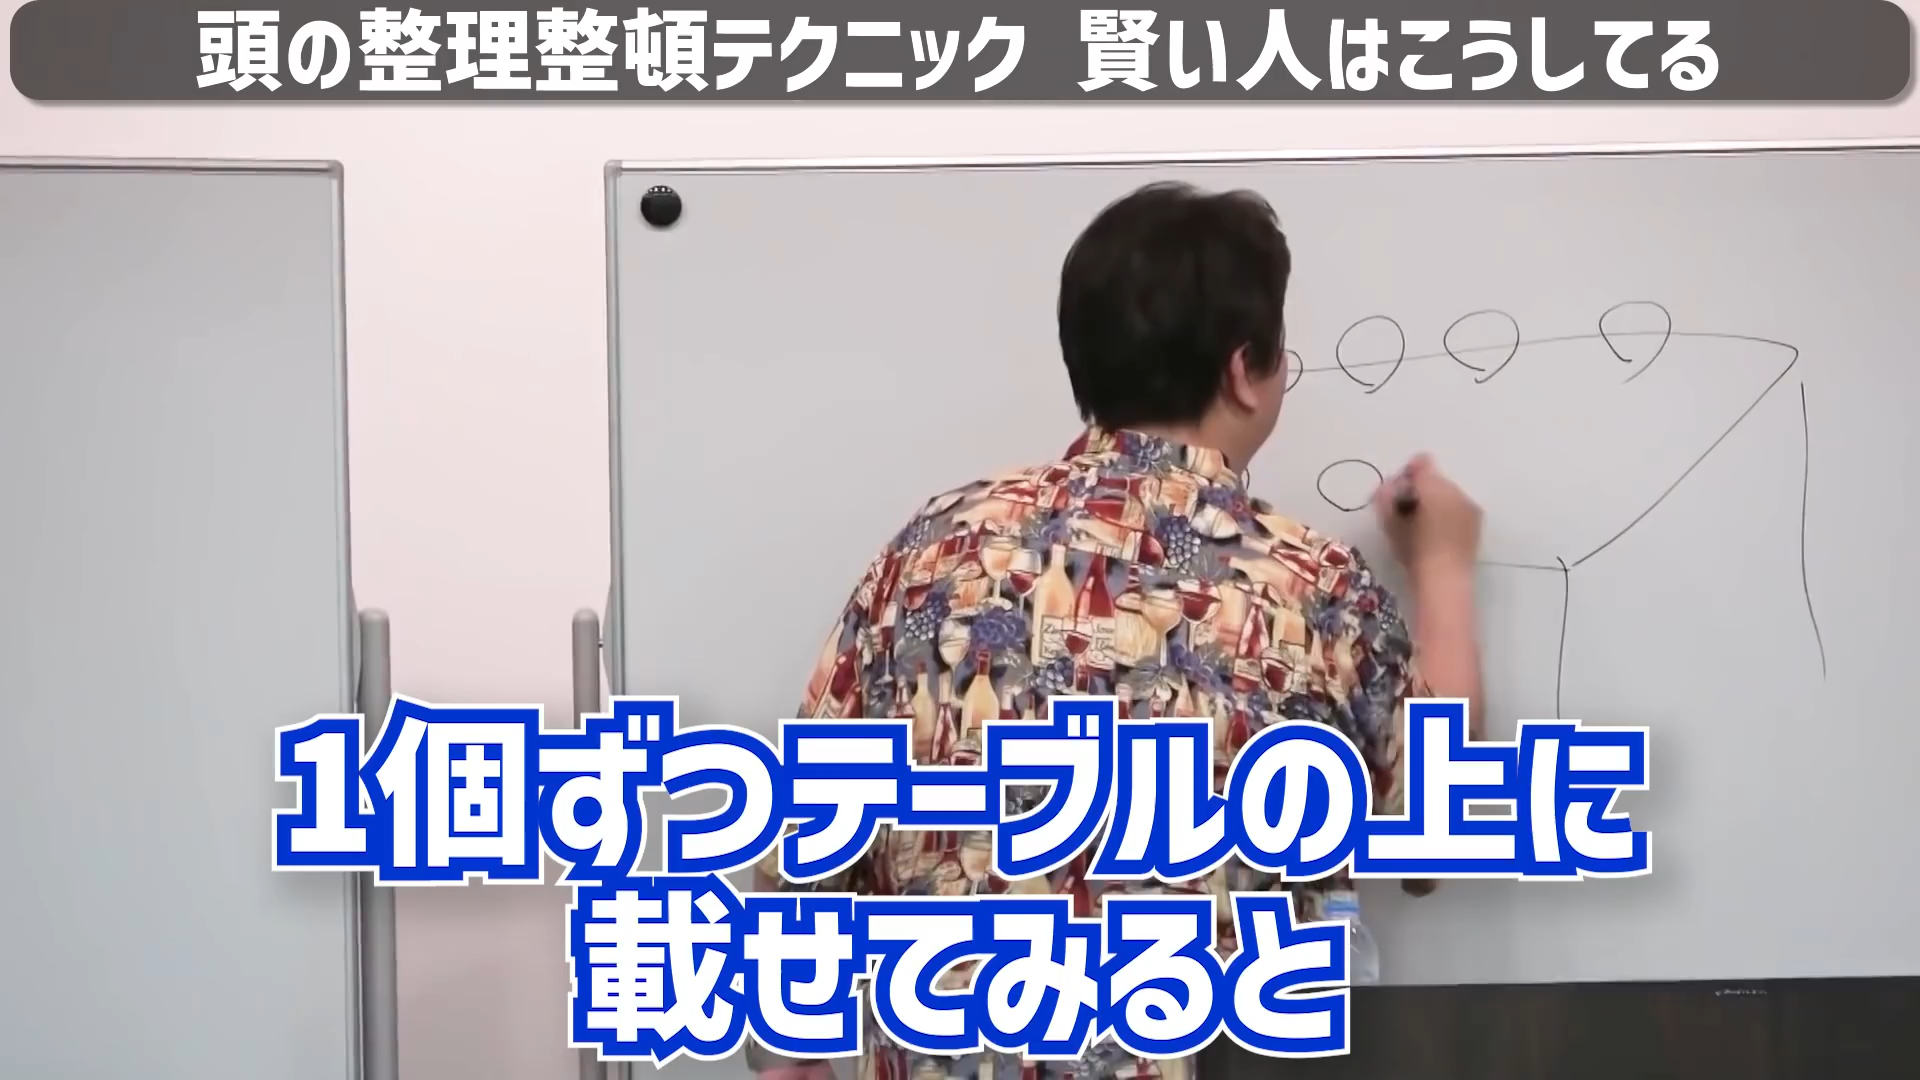 頭の整理整頓テクニック 賢い人はこうしてる
1個ずつテーブルの上に
載せてみると